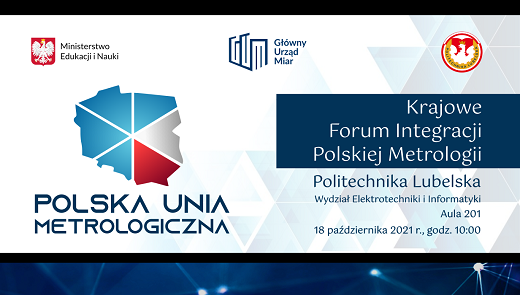 Ministerstwo
Edukacji i Nauki
Główny
Urząd
Miar
Krajowe
Forum Integracji
Polskiej Metrologii
Politechnika Lubelska
Wydział Elektrotechniki i Informatyki
Aula 201
18 października 2021 r., godz. 10:00
POLSKA UNIA
METROLOGICZNA